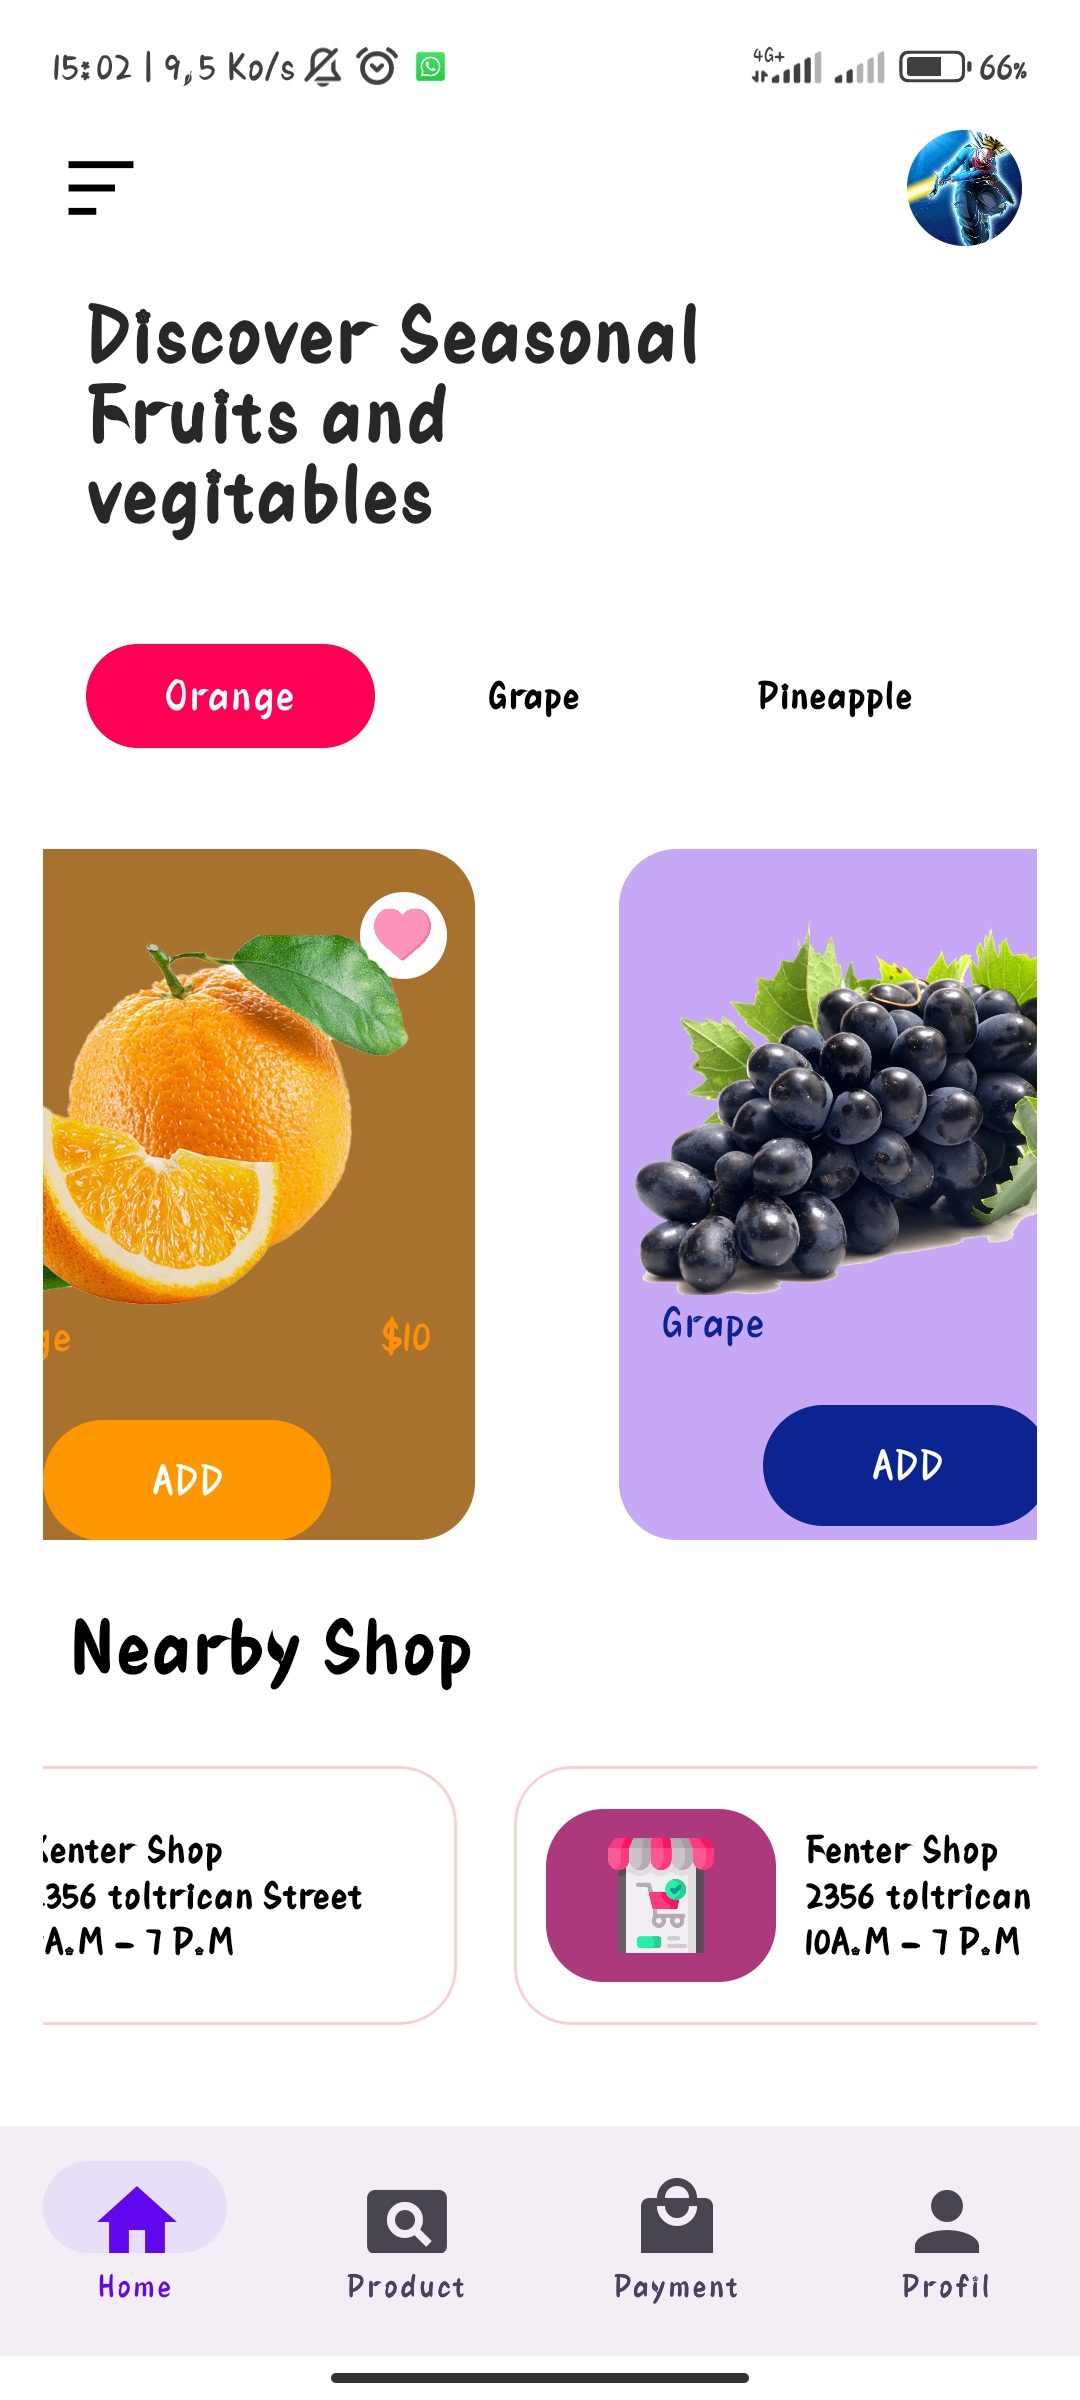 15:02 | 9,5 Ko/s 4G+ 66%
Discover Seasonal
Fruits and
vegitables
Orange Grape Pineapple
ge $10 Grape
ADD ADD
Nearby Shop
enter Shop Fenter Shop
356 toltrican Street 2356 toltrican
A.M - 7 P.M 10A.M - 7 P.M
Home Product Payment Profil